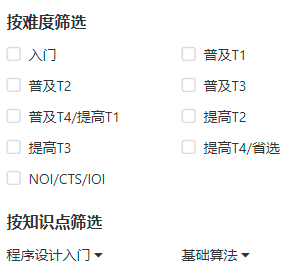 按难度筛选
入门 普及T1
普及T2 普及T3
普及T4/提高T1 提高T2
提高T3 提高T4/省选
NOI/CTS/IOI
按知识点筛选
程序设计入门 基础算法